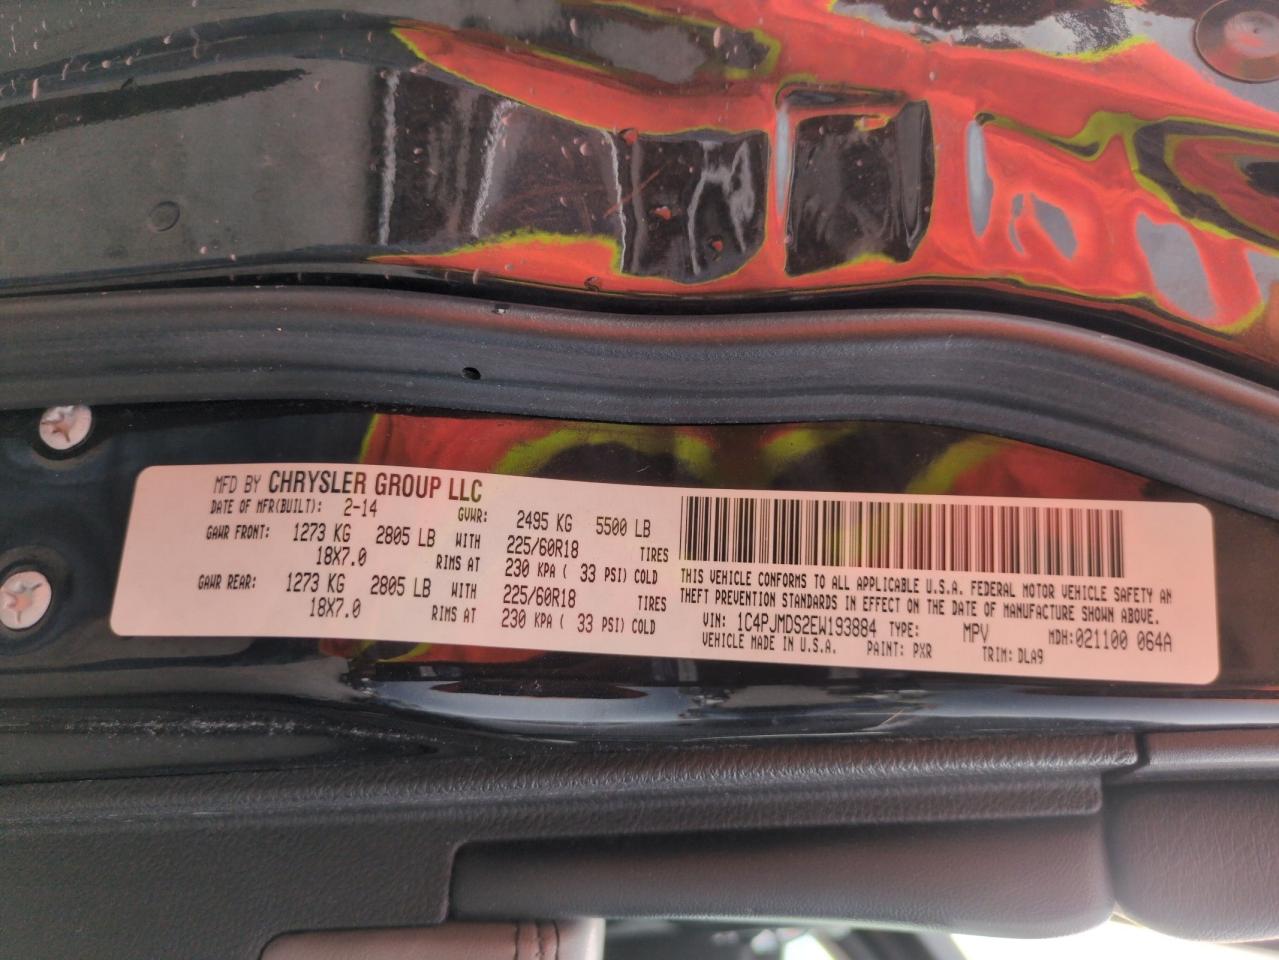 MFD BY CHRYSLER GROUP LLC
DATE OF MFR(BUILT): 2-14 GVWR: 2495 KG 5500 LB
GAWR FRONT: 1273 KG 2805 LB WITH 225/60R18 TIRES
18X7.0 RIMS AT 230 KPA ( 33 PSI) COLD
GAWR REAR: 1273 KG 2805 LB WITH 225/60R18 TIRES
18X7.0 RIMS AT 230 KPA ( 33 PSI) COLD
THIS VEHICLE CONFORMS TO ALL APPLICABLE U.S.A. FEDERAL MOTOR VEHICLE SAFETY AN
THEFT PREVENTION STANDARDS IN EFFECT ON THE DATE OF MANUFACTURE SHOWN ABOVE.
VIN: 1C4PJMDS2EW193884 TYPE: MPV MDH:021100 064A
VEHICLE MADE IN U.S.A. PAINT: PXR TRIM: DLA9